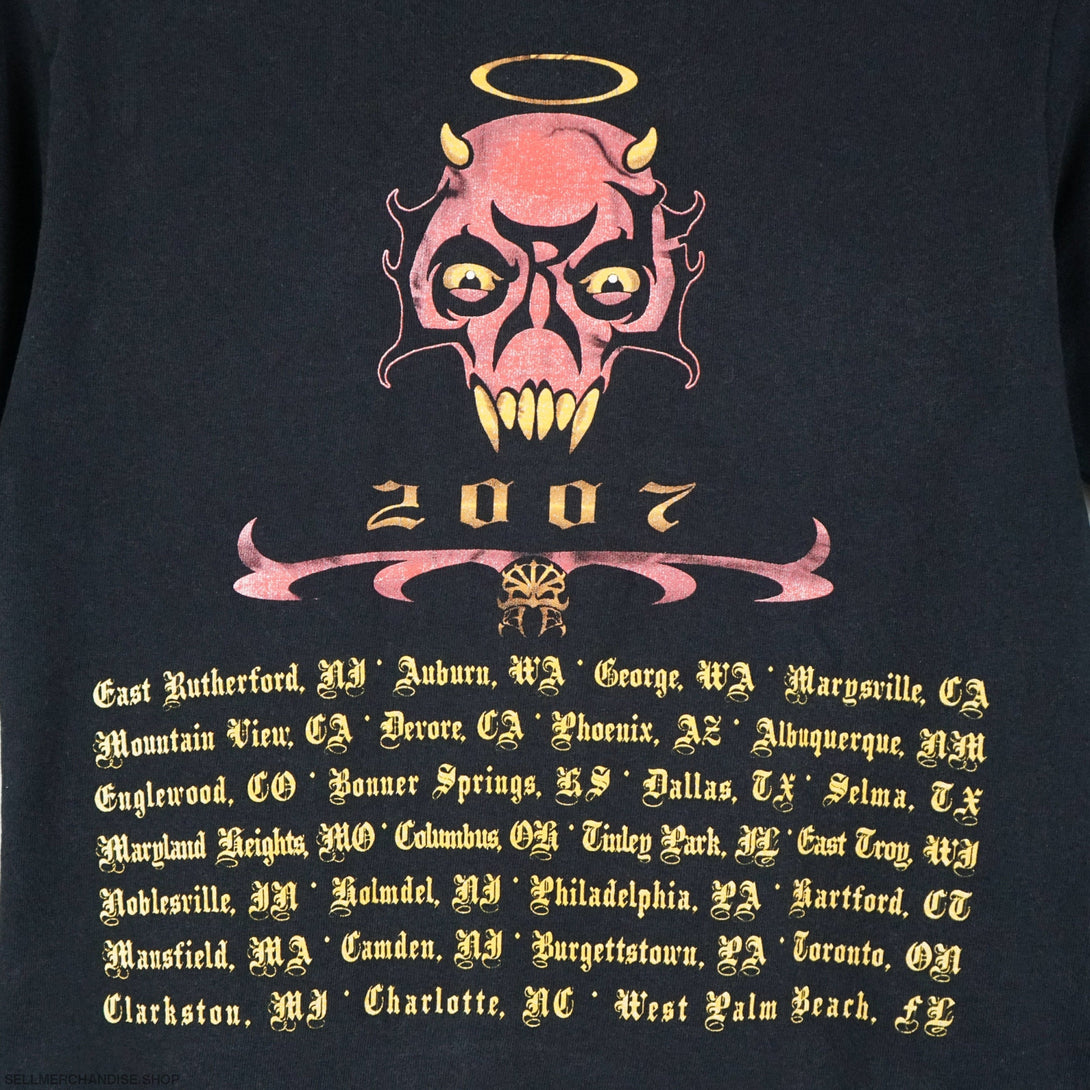 2007
East Rutherford, NJ · Auburn, WA · George, WA · Marysville, CA
Mountain View, CA · Devore, CA · Phoenix, AZ · Albuquerque, NM
Englewood, CO · Bonner Springs, KS · Dallas, TX · Selma, TX
Maryland Heights, MO · Columbus, OH · Tinley Park, IL · East Troy, WI
Noblesville, IN · Holmdel, NJ · Philadelphia, PA · Hartford, CT
Mansfield, MA · Camden, NJ · Burgettstown, PA · Toronto, ON
Clarkston, MI · Charlotte, NC · West Palm Beach, FL
SELLMERCHANDISE.SHOP